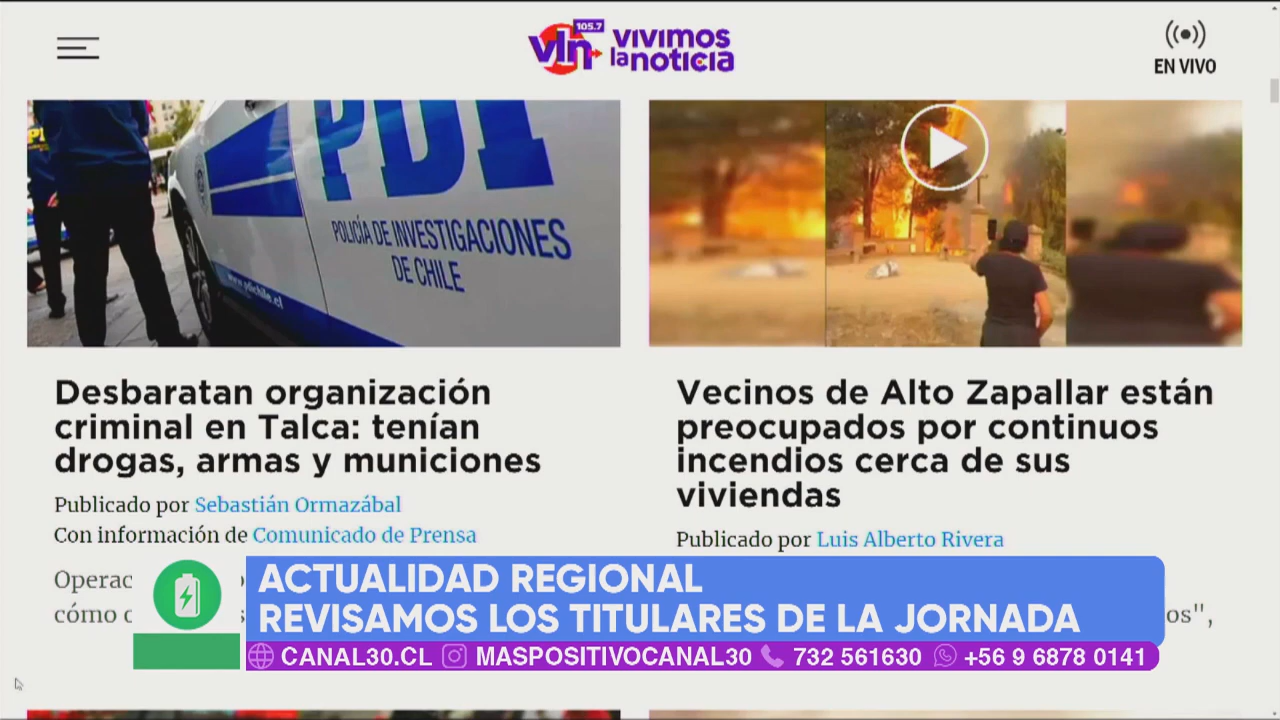 105.7
vln
VIVIMOS
la noticia
EN VIVO
PDI
POLICÍA DE INVESTIGACIONES
DE CHILE
Desbaratan organización
criminal en Talca: tenían
drogas, armas y municiones
Publicado por Sebastián Ormazábal
Con información de Comunicado de Prensa
Vecinos de Alto Zapallar están
preocupados por continuos
incendios cerca de sus
viviendas
Publicado por Luis Alberto Rivera
ACTUALIDAD REGIONAL
REVISAMOS LOS TITULARES DE LA JORNADA
CANAL30.CL MASPOSITIVOCANAL30 732 561630 +56 9 6878 0141